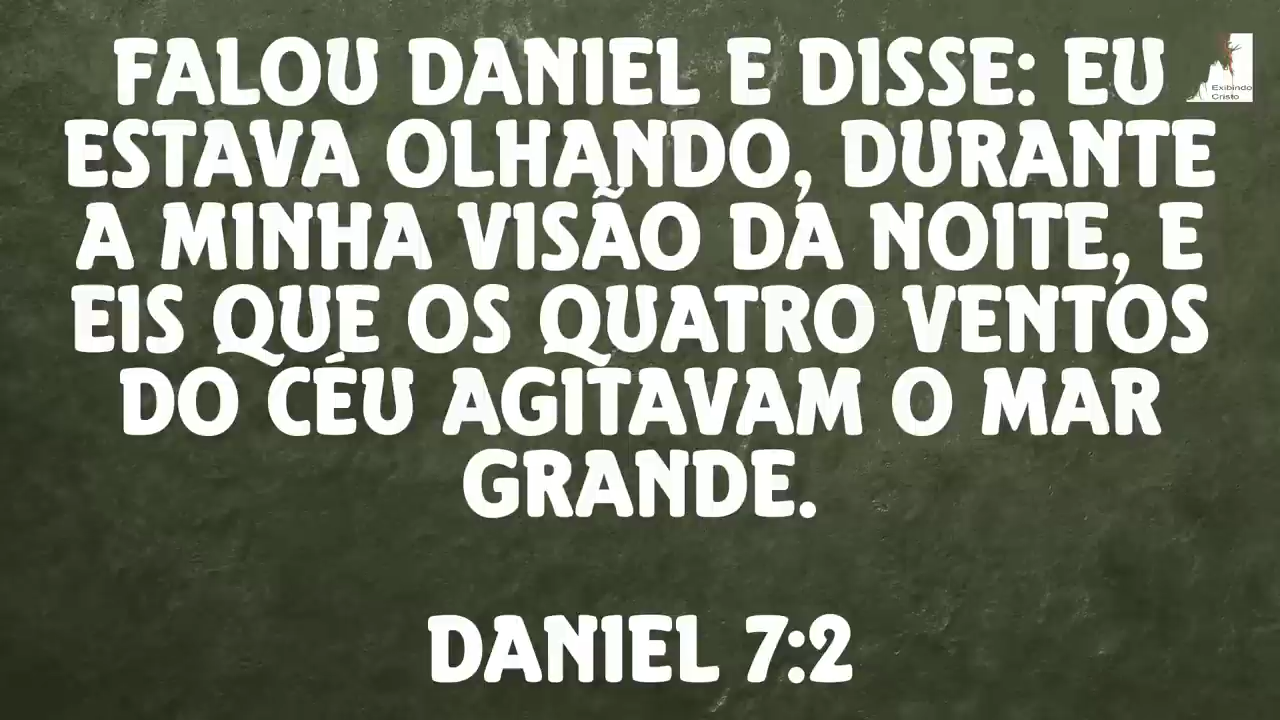 FALOU DANIEL E DISSE: EU
ESTAVA OLHANDO, DURANTE
A MINHA VISÃO DA NOITE, E
EIS QUE OS QUATRO VENTOS
DO CÉU AGITAVAM O MAR
GRANDE.
DANIEL 7:2
Exibindo
Cristo